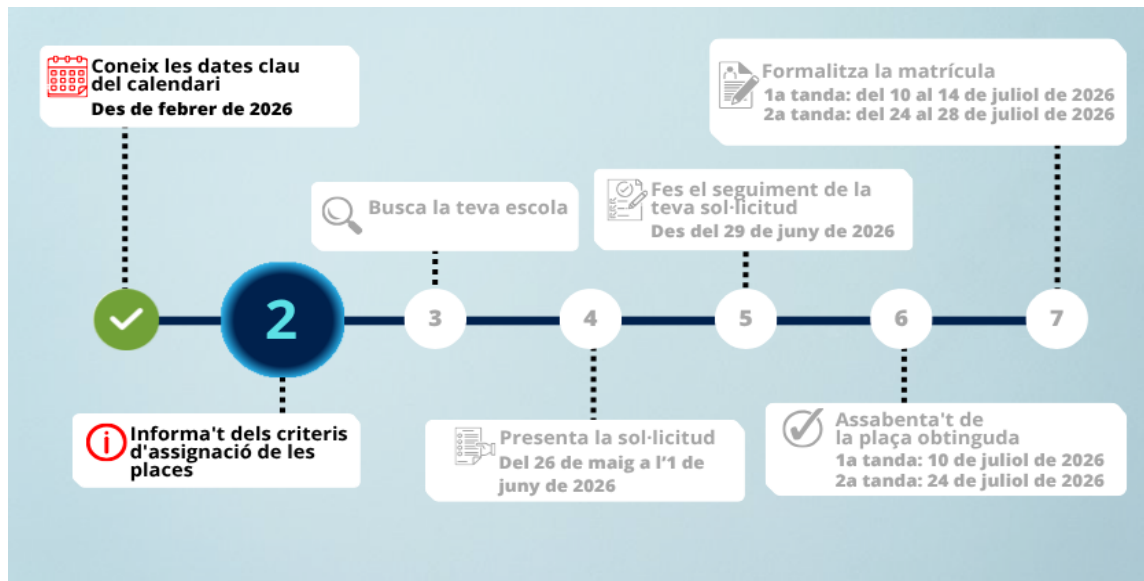 Coneix les dates clau
del calendari
Des de febrer de 2026
2
Informa't dels criteris
d'assignació de les
places
Busca la teva escola
3
4
Presenta la sol·licitud
Del 26 de maig a l’1 de
juny de 2026
Fes el seguiment de la
teva sol·licitud
Des del 29 de juny de 2026
5
6
Assabenta't de
la plaça obtinguda
1a tanda: 10 de juliol de 2026
2a tanda: 24 de juliol de 2026
Formalitza la matrícula
1a tanda: del 10 al 14 de juliol de 2026
2a tanda: del 24 al 28 de juliol de 2026
7